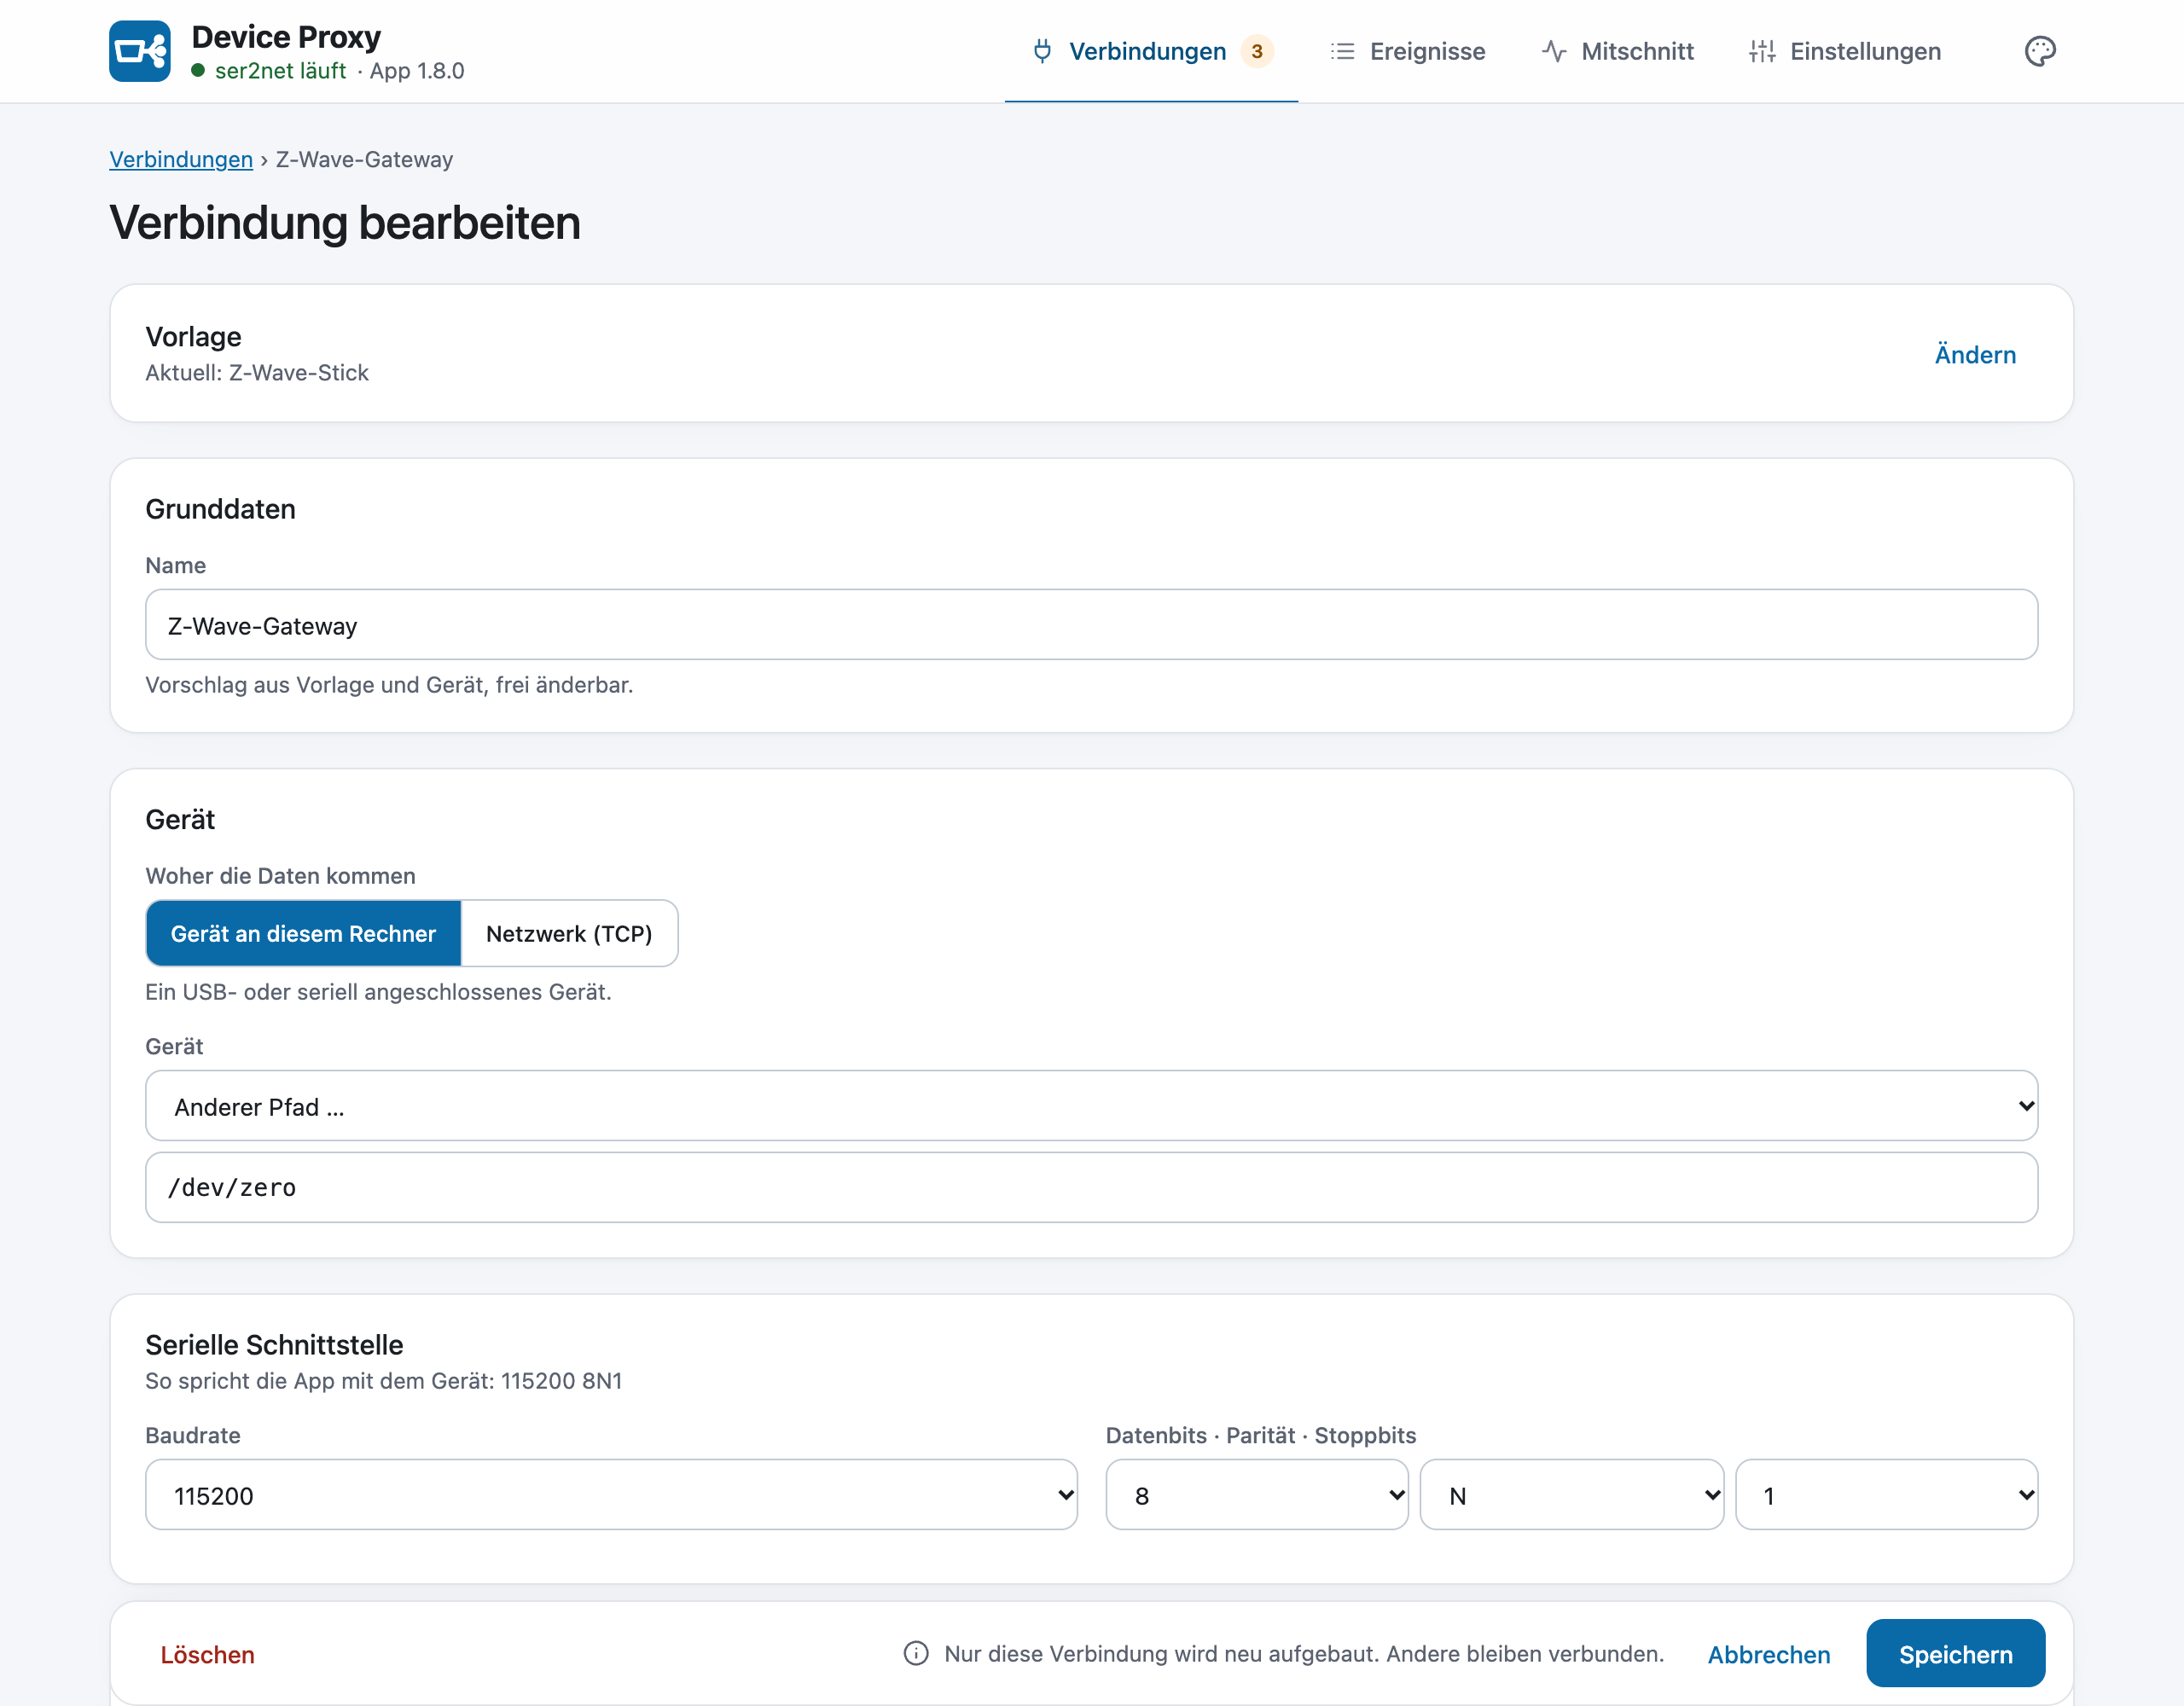 Device Proxy
ser2net läuft · App 1.8.0
Verbindungen 3
Ereignisse
Mitschnitt
Einstellungen
Verbindungen › Z-Wave-Gateway
Verbindung bearbeiten
Vorlage
Aktuell: Z-Wave-Stick
Ändern
Grunddaten
Name
Z-Wave-Gateway
Vorschlag aus Vorlage und Gerät, frei änderbar.
Gerät
Woher die Daten kommen
Gerät an diesem Rechner
Netzwerk (TCP)
Ein USB- oder seriell angeschlossenes Gerät.
Gerät
Anderer Pfad ...
/dev/zero
Serielle Schnittstelle
So spricht die App mit dem Gerät: 115200 8N1
Baudrate
115200
Datenbits · Parität · Stoppbits
8
N
1
Löschen
Nur diese Verbindung wird neu aufgebaut. Andere bleiben verbunden.
Abbrechen
Speichern